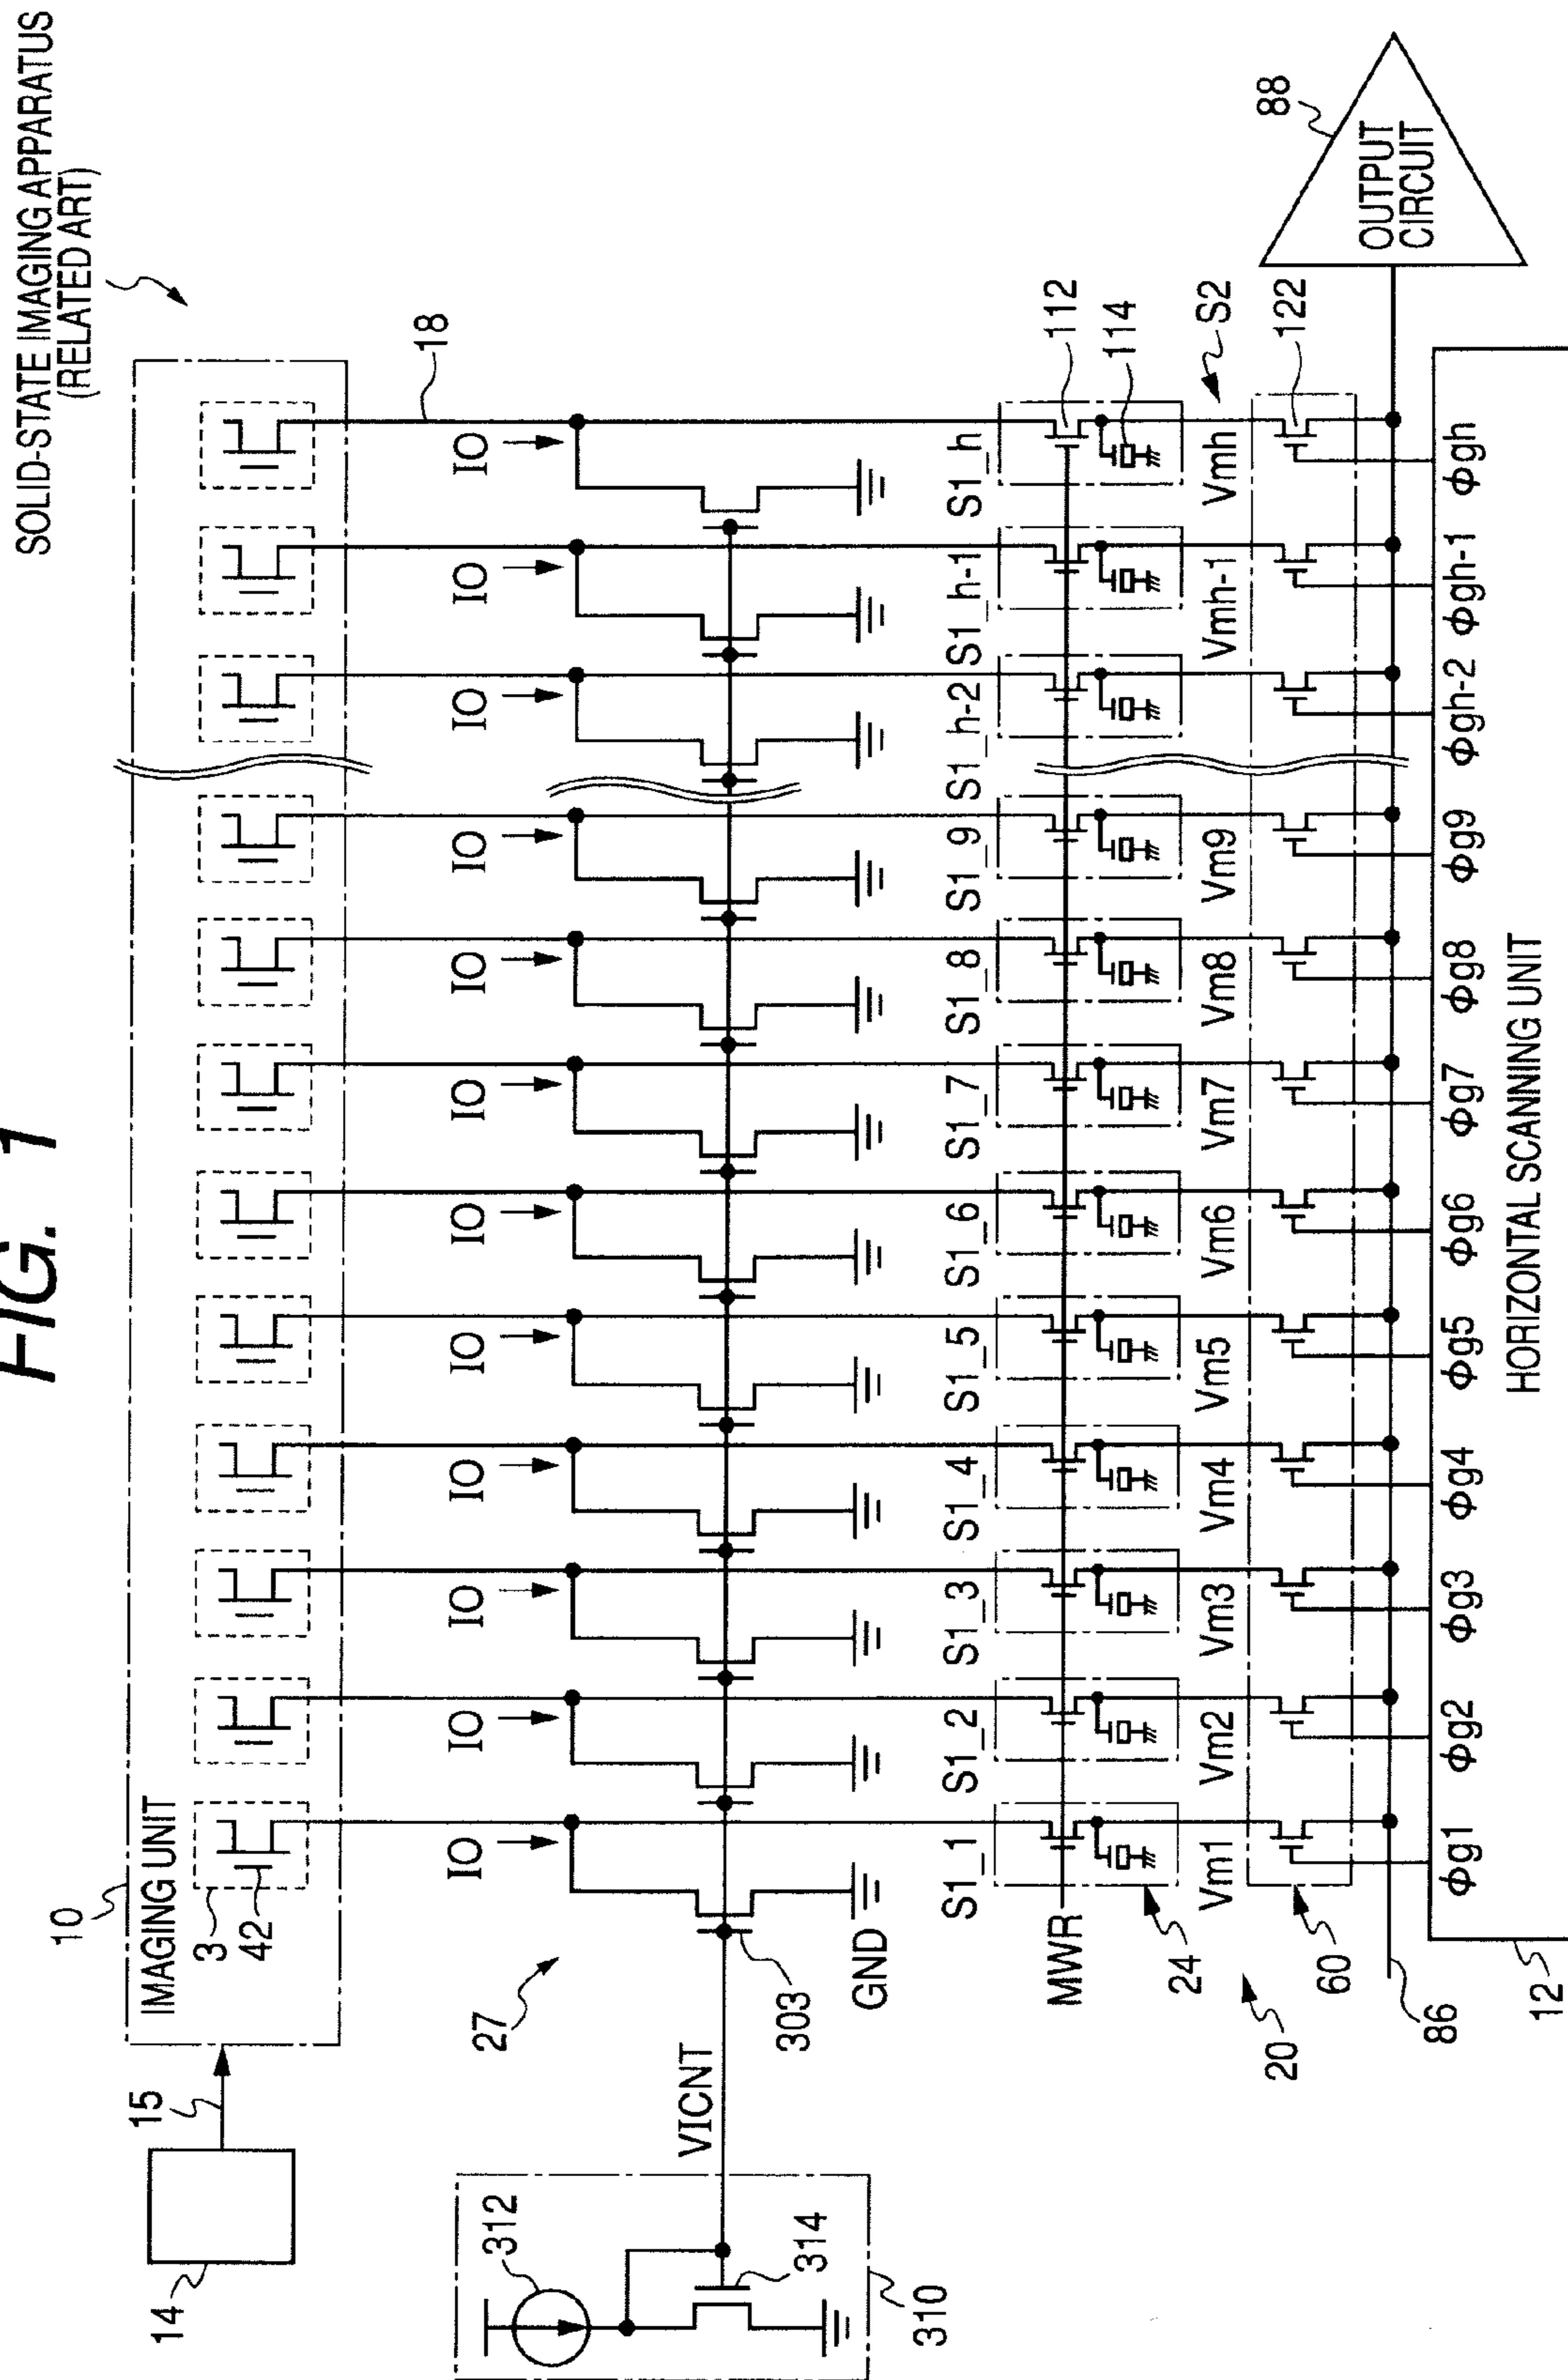 FIG. 1
SOLID-STATE IMAGING APPARATUS
(RELATED ART)
10
IMAGING UNIT
3
42
14
15
18
IO IO IO IO IO IO IO IO IO IO IO IO
27
303
GND
VICNT
312
314
310
S1_1 S1_2 S1_3 S1_4 S1_5 S1_6 S1_7 S1_8 S1_9 S1_h-2 S1_h-1 S1_h
MWR
112
114
24
20
S2
Vm1 Vm2 Vm3 Vm4 Vm5 Vm6 Vm7 Vm8 Vm9 Vmh-1 Vmh
60
122
86
88
OUTPUT
CIRCUIT
Φg1 Φg2 Φg3 Φg4 Φg5 Φg6 Φg7 Φg8 Φg9 Φgh-2 Φgh-1 Φgh
12
HORIZONTAL SCANNING UNIT